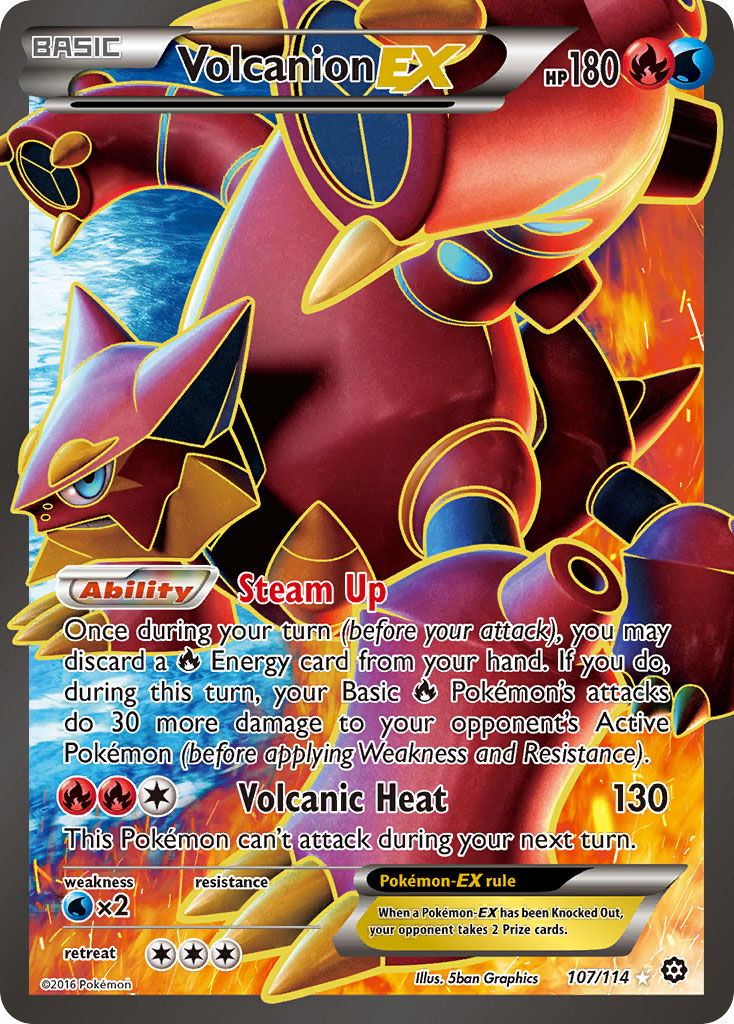 BASIC
Volcanion EX
HP180
Ability Steam Up
Once during your turn (before your attack), you may
discard a Energy card from your hand. If you do,
during this turn, your Basic Pokémon's attacks
do 30 more damage to your opponent's Active
Pokémon (before applying Weakness and Resistance).
Volcanic Heat 130
This Pokémon can't attack during your next turn.
weakness resistance
×2
Pokémon-EX rule
When a Pokémon-EX has been Knocked Out,
your opponent takes 2 Prize cards.
retreat
©2016 Pokémon
Illus. 5ban Graphics 107/114